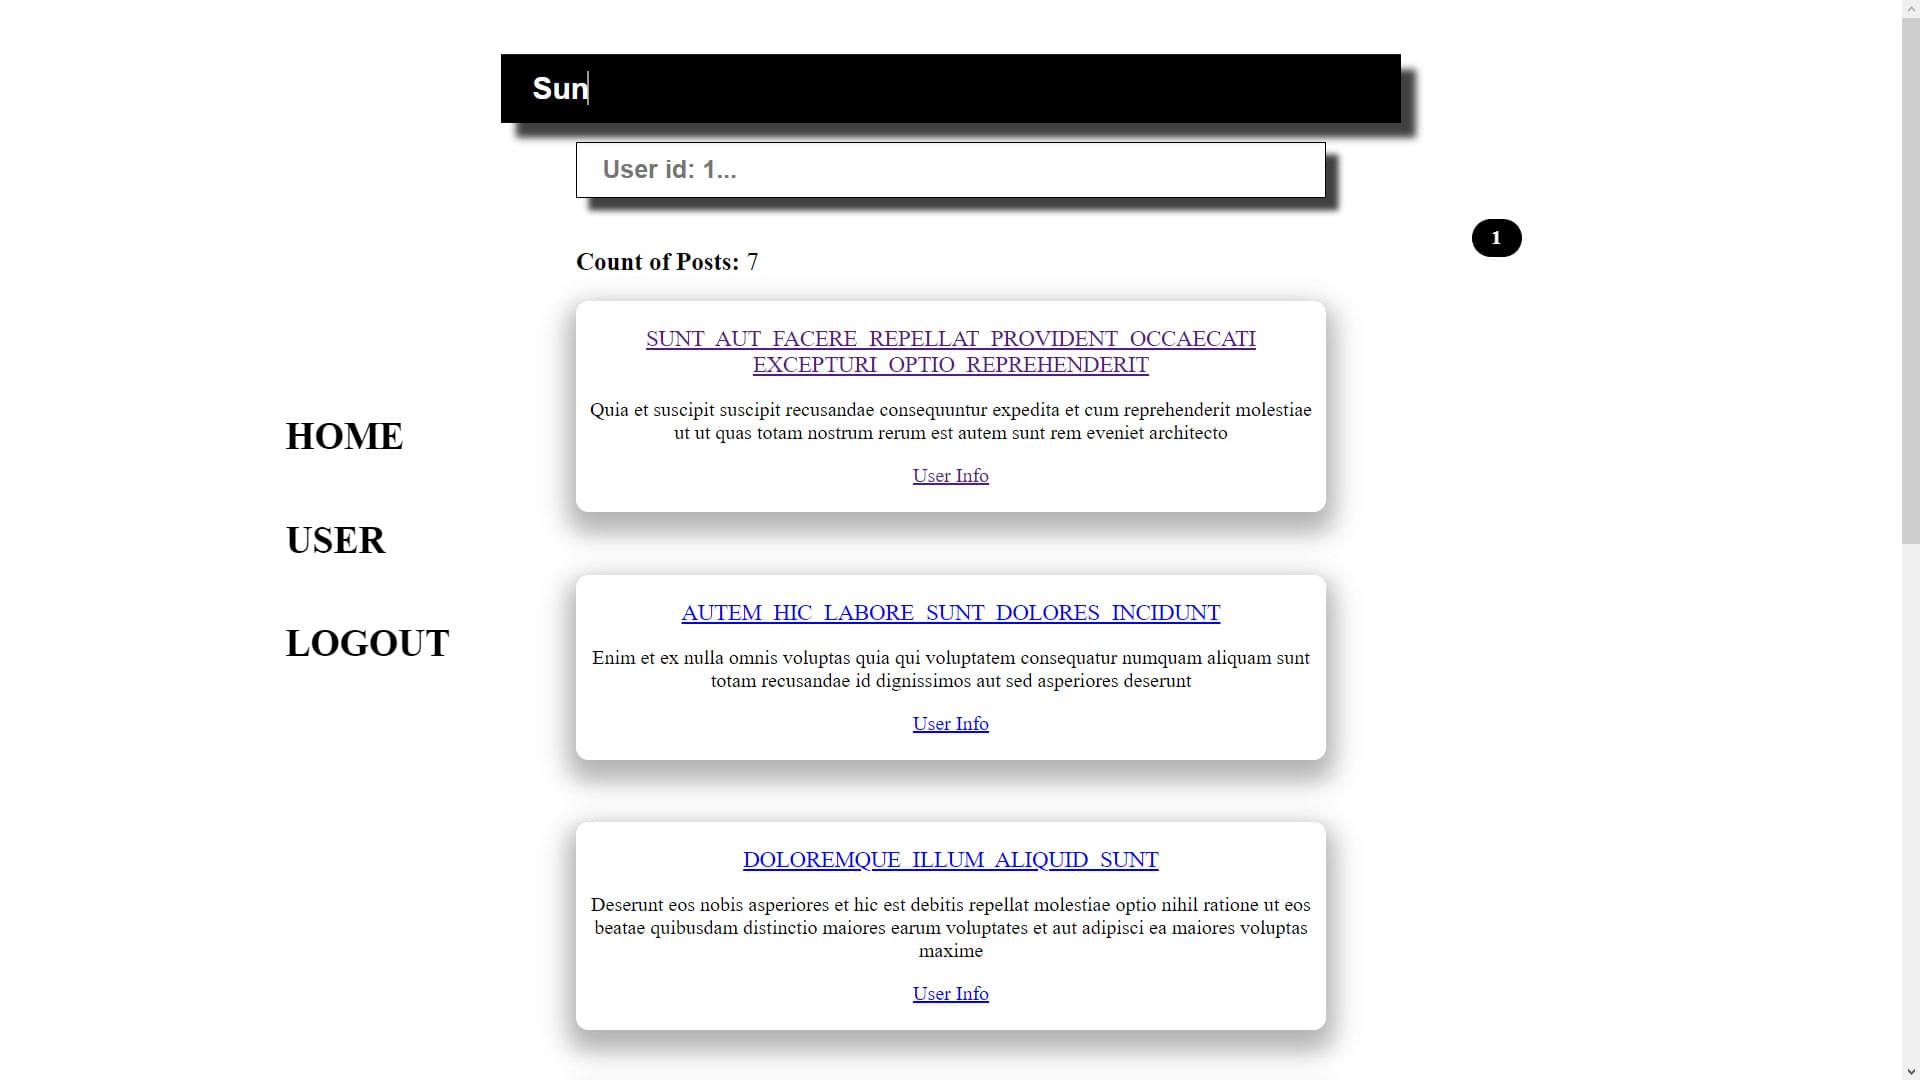 Sun
User id: 1...
1
Count of Posts: 7
SUNT AUT FACERE REPELLAT PROVIDENT OCCAECATI
EXCEPTURI OPTIO REPREHENDERIT
Quia et suscipit suscipit recusandae consequuntur expedita et cum reprehenderit molestiae
ut ut quas totam nostrum rerum est autem sunt rem eveniet architecto
User Info
HOME
USER
LOGOUT
AUTEM HIC LABORE SUNT DOLORES INCIDUNT
Enim et ex nulla omnis voluptas quia qui voluptatem consequatur numquam aliquam sunt
totam recusandae id dignissimos aut sed asperiores deserunt
User Info
DOLOREMQUE ILLUM ALIQUID SUNT
Deserunt eos nobis asperiores et hic est debitis repellat molestiae optio nihil ratione ut eos
beatae quibusdam distinctio maiores earum voluptates et aut adipisci ea maiores voluptas
maxime
User Info